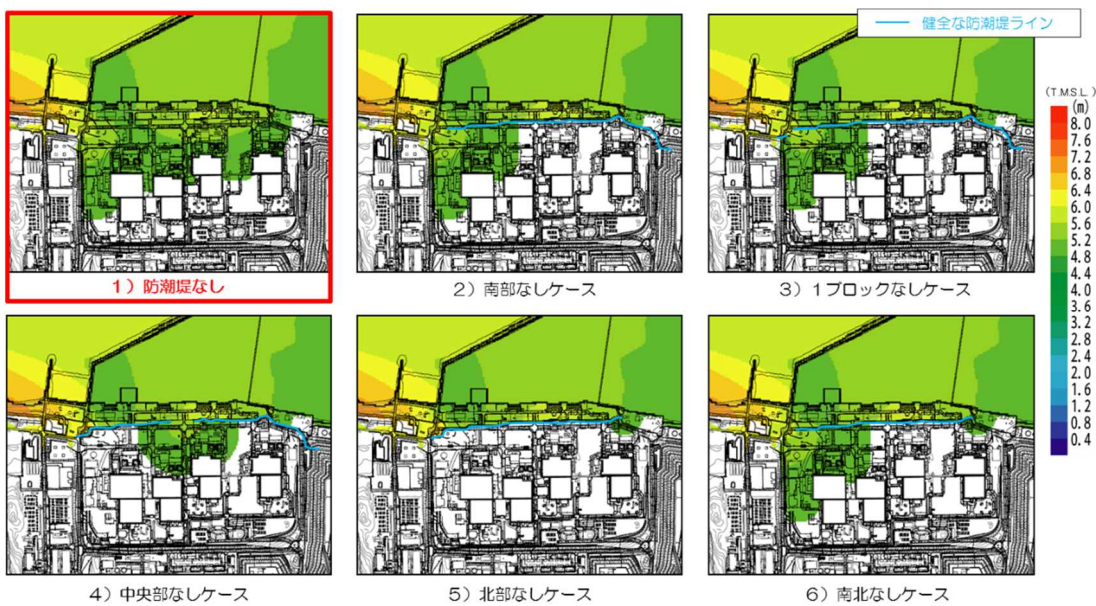 健全な防潮堤ライン
1）防潮堤なし
2）南部なしケース
3）1ブロックなしケース
(T.M.S.L.)
(m)
8.0
7.6
7.2
6.8
6.4
6.0
5.6
5.2
4.8
4.4
4.0
3.6
3.2
2.8
2.4
2.0
1.6
1.2
0.8
0.4
4）中央部なしケース
5）北部なしケース
6）南北なしケース